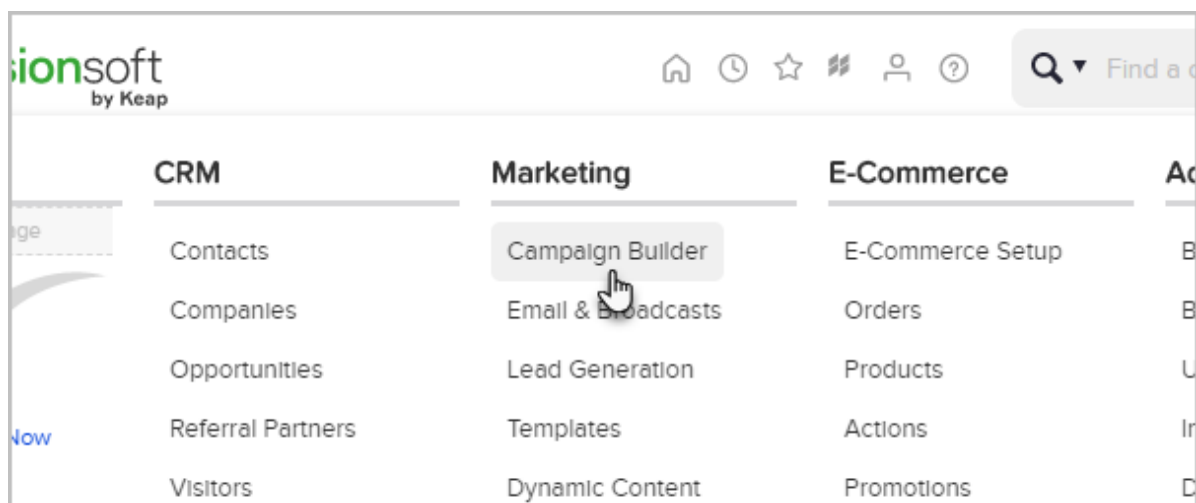 ionsoft
by Keap
Find a
CRM
Marketing
E-Commerce
Contacts
Campaign Builder
E-Commerce Setup
Companies
Email & Broadcasts
Orders
Opportunities
Lead Generation
Products
Now
Referral Partners
Templates
Actions
Visitors
Dynamic Content
Promotions